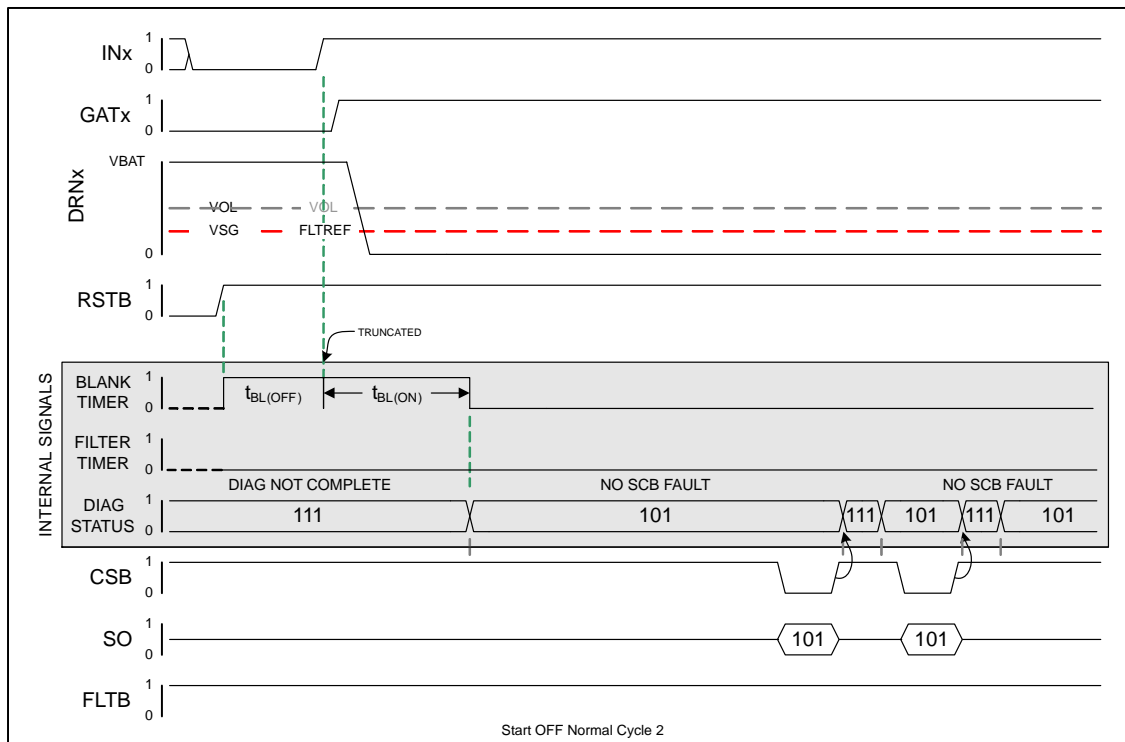 INx
1
0
GATx
1
0
DRNx
VBAT
0
VOL VOL
VSG FLTREF
RSTB
1
0
TRUNCATED
INTERNAL SIGNALS
BLANK
TIMER
1
0
tBL(OFF) tBL(ON)
FILTER
TIMER
1
0
DIAG NOT COMPLETE NO SCB FAULT NO SCB FAULT
DIAG
STATUS
1
0
111 101 111 101 111 101
CSB
1
0
SO
1
0
101 101
FLTB
1
0
Start OFF Normal Cycle 2